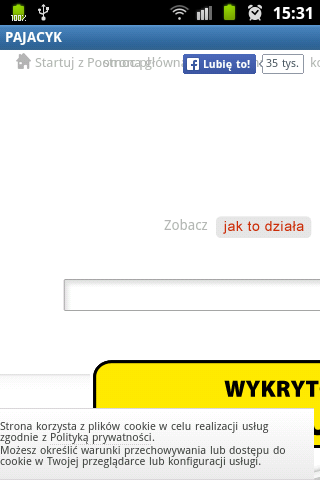 100%
15:31
PAJACYK
Startuj z
strona główna
Lubię to!
35 tys.
Zobacz
jak to działa
WYKRYT
Strona korzysta z plików cookie w celu realizacji usług
zgodnie z Polityką prywatności.
Możesz określić warunki przechowywania lub dostępu do
cookie w Twojej przeglądarce lub konfiguracji usługi.